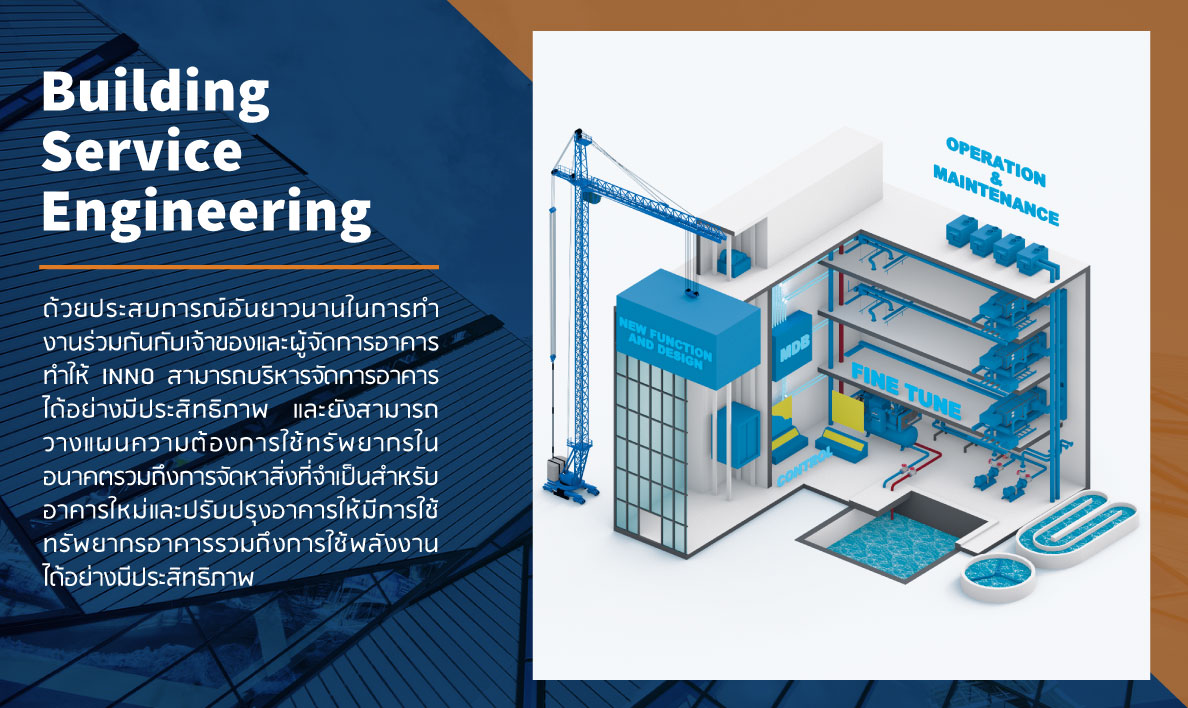 Building
Service
Engineering
ด้วยประสบการณ์อันยาวนานในการทำ
งานร่วมกันกับเจ้าของและผู้จัดการอาคาร
ทำให้ INNO สามารถบริหารจัดการอาคาร
ได้อย่างมีประสิทธิภาพ และยังสามารถ
วางแผนความต้องการใช้ทรัพยากรใน
อนาคตรวมถึงการจัดหาสิ่งที่จำเป็นสำหรับ
อาคารใหม่และปรับปรุงอาคารให้มีการใช้
ทรัพยากรอาคารรวมถึงการใช้พลังงาน
ได้อย่างมีประสิทธิภาพ
OPERATION
&
MAINTENANCE
NEW FUNCTION
AND DESIGN
MDB
FINE TUNE
CONTROL